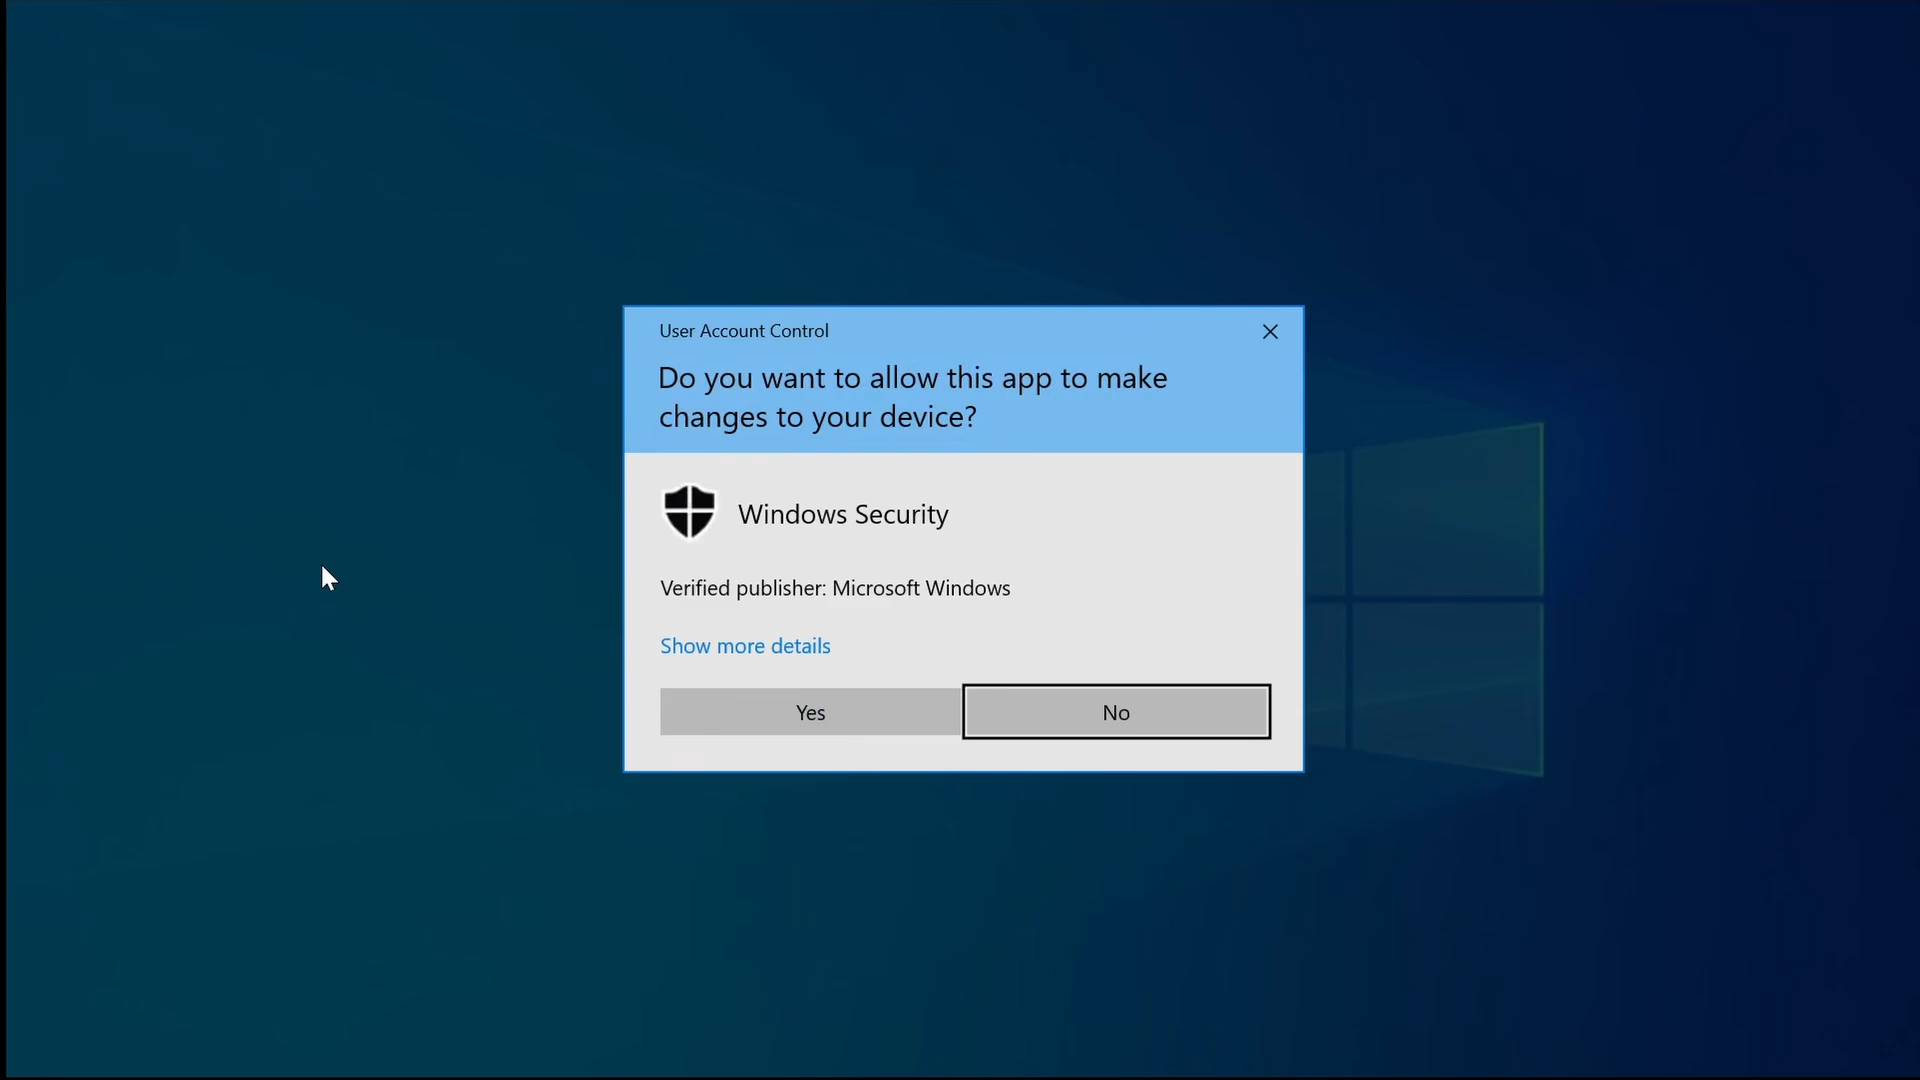 User Account Control
Do you want to allow this app to make
changes to your device?
Windows Security
Verified publisher: Microsoft Windows
Show more details
Yes
No